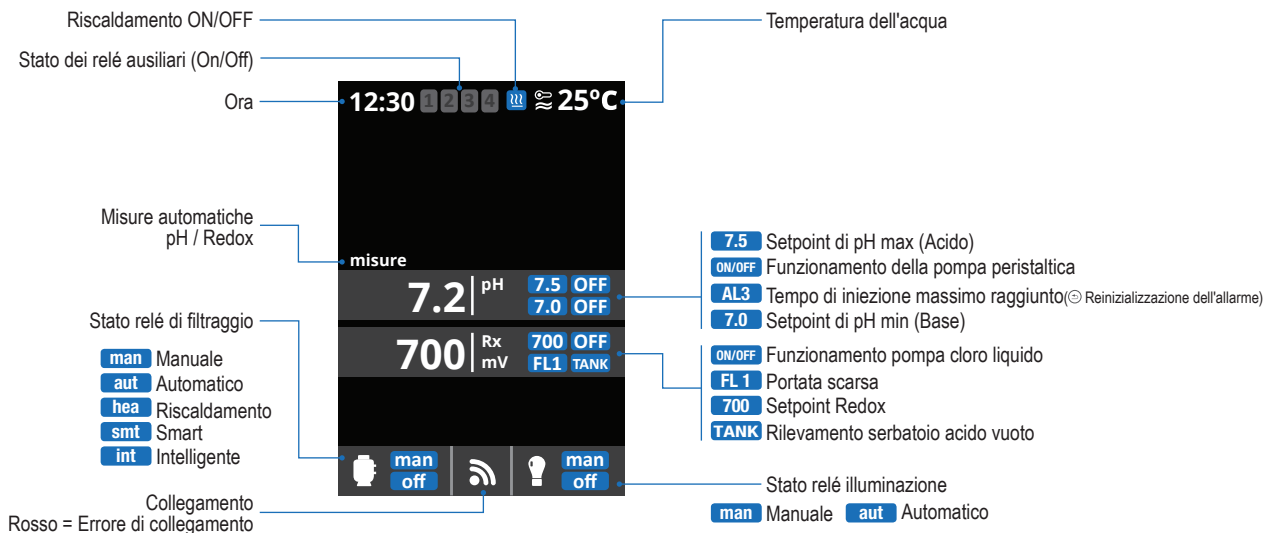 Riscaldamento ON/OFF
Stato dei relé ausiliari (On/Off)
Ora
Temperatura dell'acqua
12:30 1 2 3 4 25ºC
Misure automatiche
pH / Redox
misure
7.2 pH 7.5 OFF
7.0 OFF
700 Rx mV 700 OFF
FL1 TANK
7.5 Setpoint di pH max (Acido)
ON/OFF Funzionamento della pompa peristaltica
AL3 Tempo di iniezione massimo raggiunto(⊝ Reinizializzazione dell'allarme)
7.0 Setpoint di pH min (Base)
ON/OFF Funzionamento pompa cloro liquido
FL 1 Portata scarsa
700 Setpoint Redox
TANK Rilevamento serbatoio acido vuoto
Stato relé di filtraggio
man Manuale
aut Automatico
hea Riscaldamento
smt Smart
int Intelligente
man
off
man
off
Collegamento
Rosso = Errore di collegamento
Stato relé illuminazione
man Manuale aut Automatico